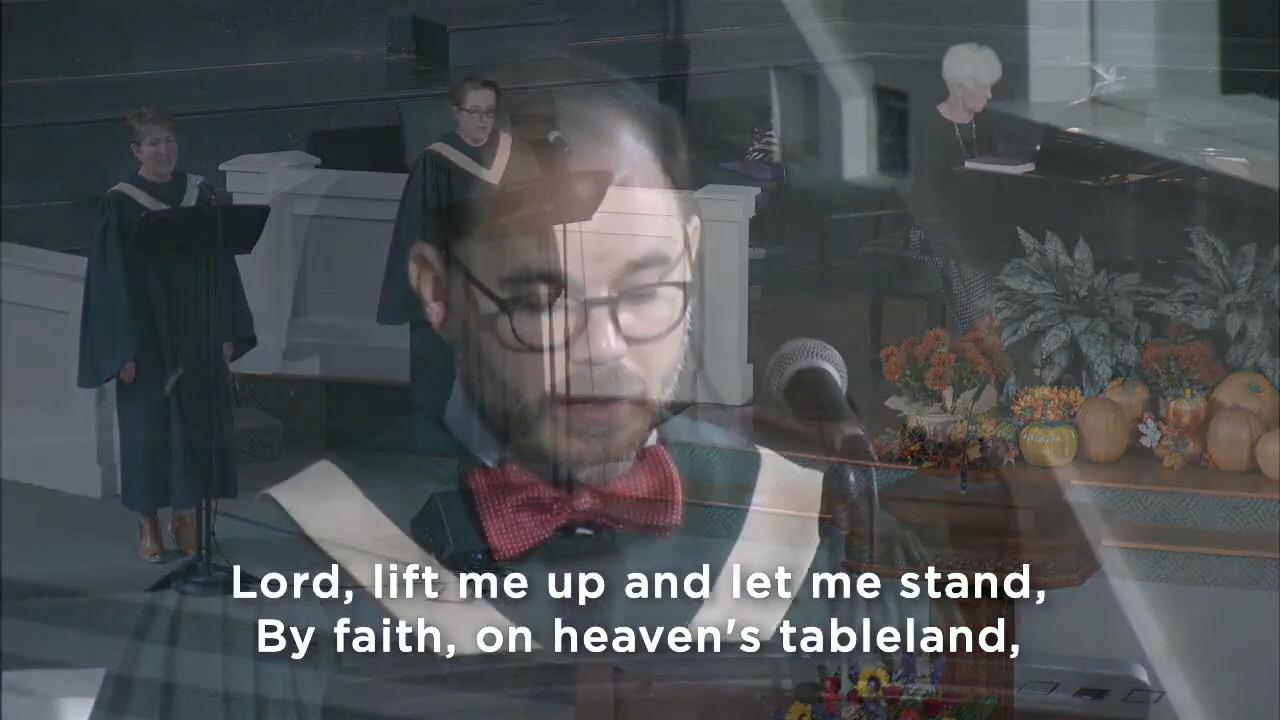 Lord, lift me up and let me stand,
By faith, on heaven's tableland,